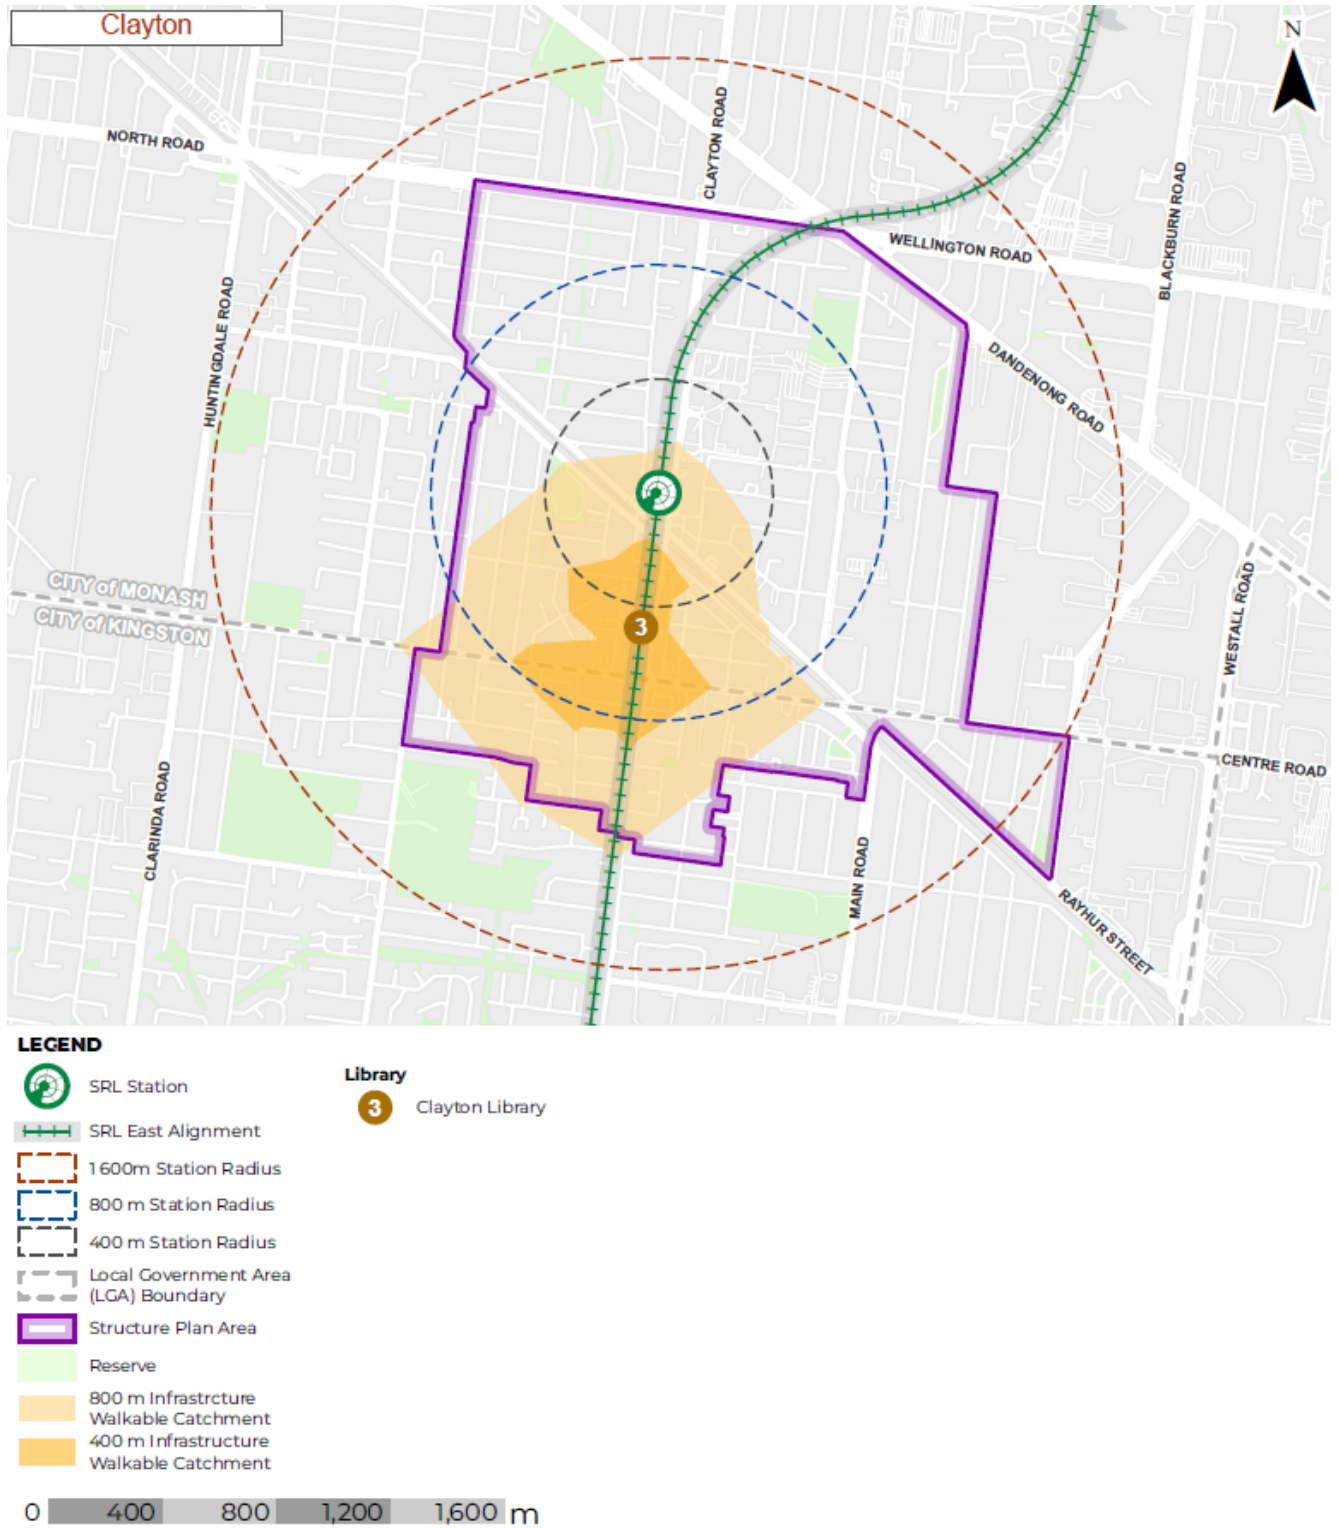 Clayton
N
NORTH ROAD
CLAYTON ROAD
BLACKBURN ROAD
WELLINGTON ROAD
HUNTINGDALE ROAD
DANDENONG ROAD
CITY of MONASH
CITY of KINGSTON
3
WESTALL ROAD
CENTRE ROAD
CLARINDA ROAD
MAIN ROAD
RAYHUR STREET
LEGEND
SRL Station
SRL East Alignment
1600m Station Radius
800 m Station Radius
400 m Station Radius
Local Government Area
(LGA) Boundary
Structure Plan Area
Reserve
800 m Infrastrcture
Walkable Catchment
400 m Infrastructure
Walkable Catchment
Library
3 Clayton Library
0 400 800 1,200 1,600 m